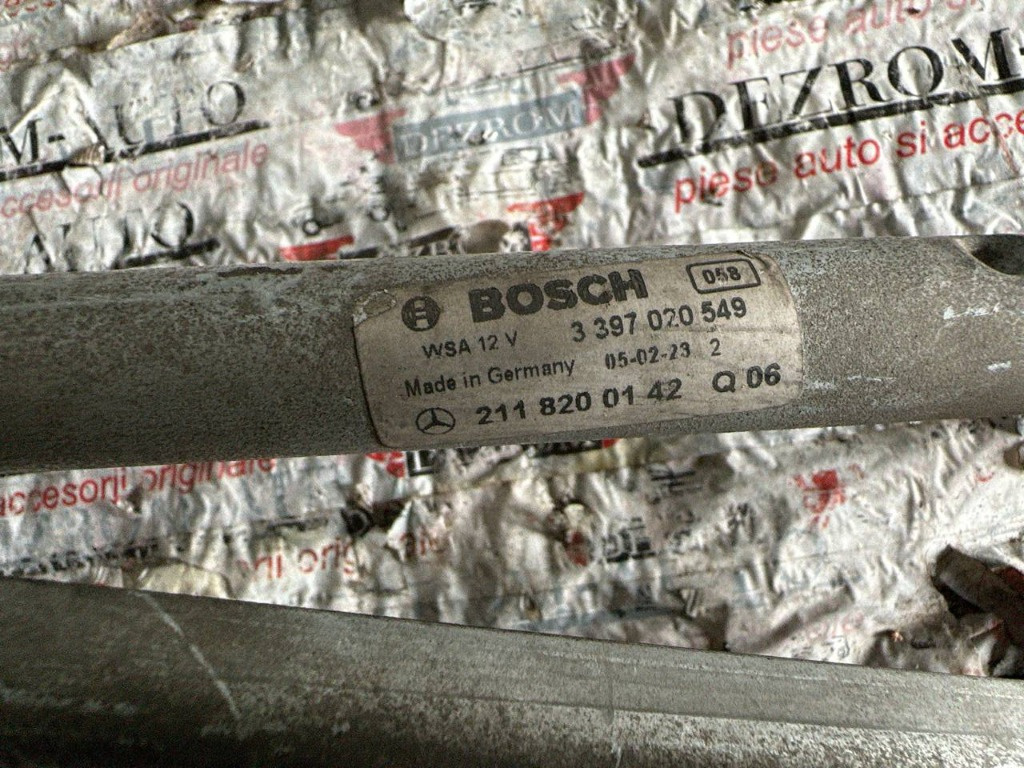 piese auto si
M-AUTO
DEZROM
DEZROM-
accesorii originale
piese auto si acce
AUTO
BOSCH 058
3 397 020 549
WSA 12 V
Made in Germany 05-02-23 2
211 820 01 42 Q 06
accesorii originale